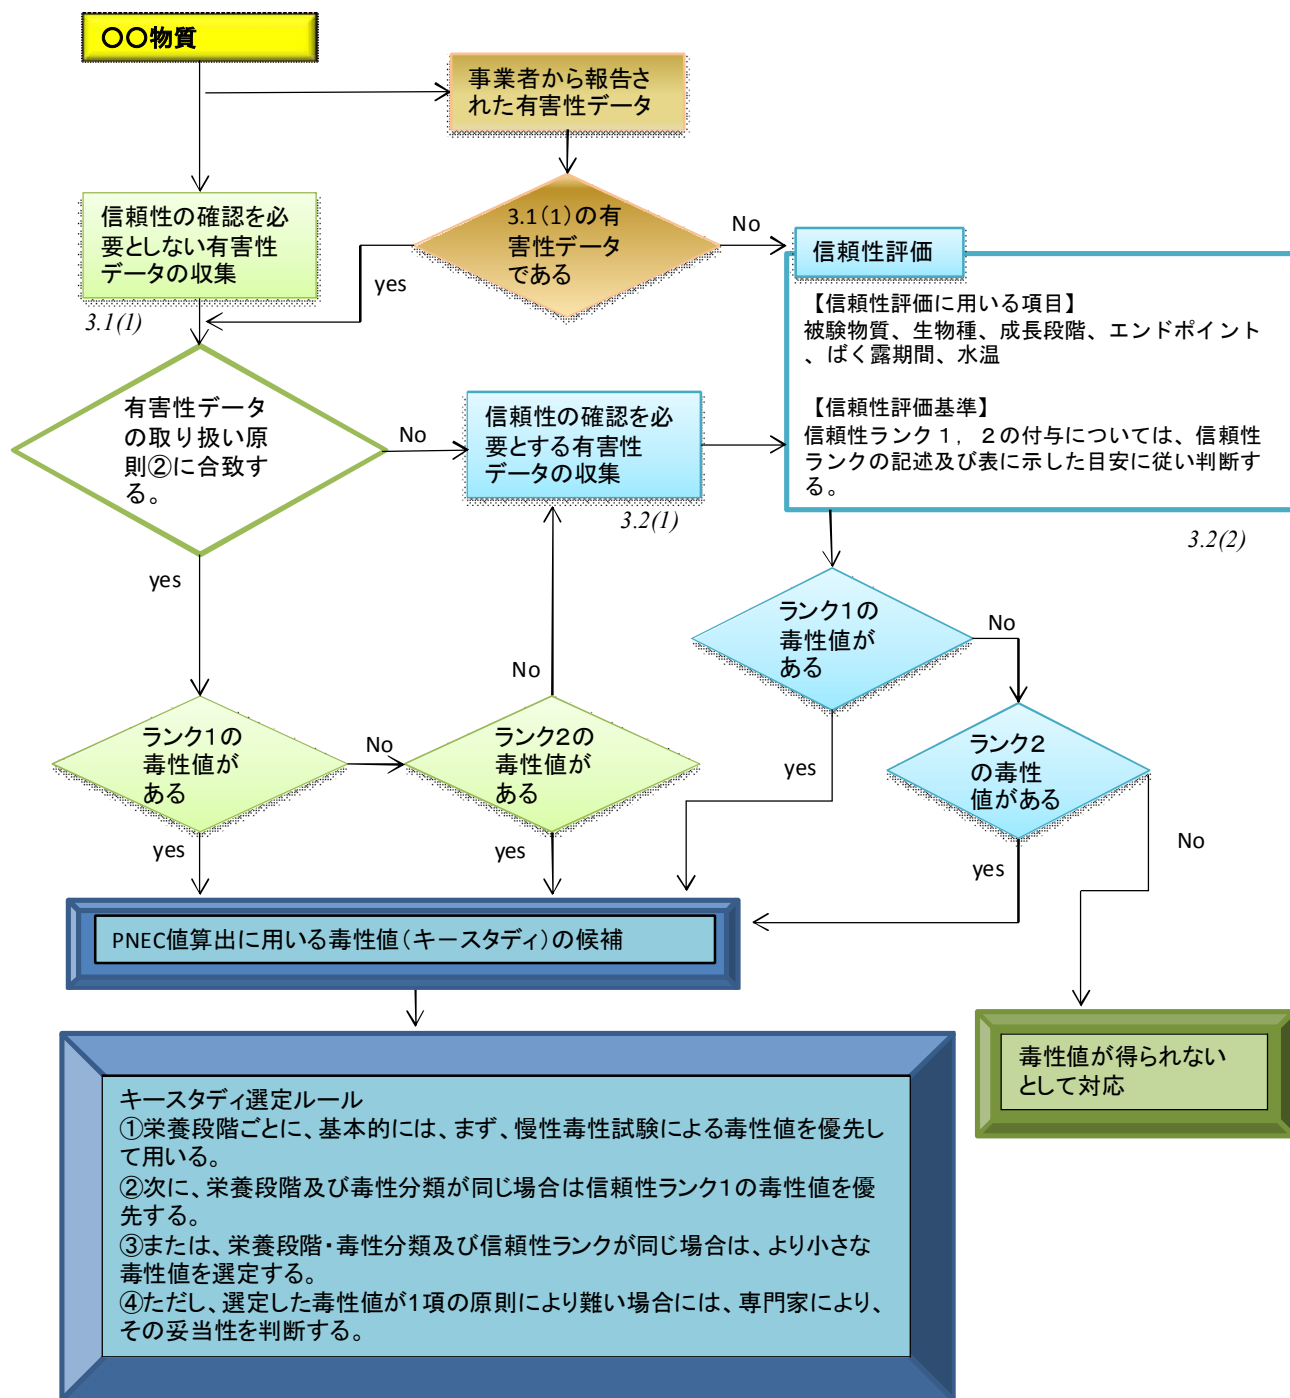 〇〇物質
事業者から報告さ
れた有害性データ
信頼性の確認を必
要としない有害性
データの収集
3.1(1)
3.1(1)の有
害性データ
である
yes
No
信頼性評価
【信頼性評価に用いる項目】
被験物質、生物種、成長段階、エンドポイント
、ばく露期間、水温
【信頼性評価基準】
信頼性ランク1,2の付与については、信頼性
ランクの記述及び表に示した目安に従い判断す
る。
3.2(2)
有害性データ
の取り扱い原
則②に合致す
る。
No
yes
信頼性の確認を必
要とする有害性
データの収集
3.2(1)
ランク1の
毒性値が
ある
No
yes
ランク2の
毒性値が
ある
No
yes
ランク1の
毒性値が
ある
No
yes
ランク2
の毒性
値がある
No
yes
PNEC値算出に用いる毒性値(キースタディ)の候補
毒性値が得られない
として対応
キースタディ選定ルール
①栄養段階ごとに、基本的には、まず、慢性毒性試験による毒性値を優先し
て用いる。
②次に、栄養段階及び毒性分類が同じ場合は信頼性ランク1の毒性値を優
先する。
③または、栄養段階・毒性分類及び信頼性ランクが同じ場合は、より小さな
毒性値を選定する。
④ただし、選定した毒性値が1項の原則により難い場合には、専門家により、
その妥当性を判断する。